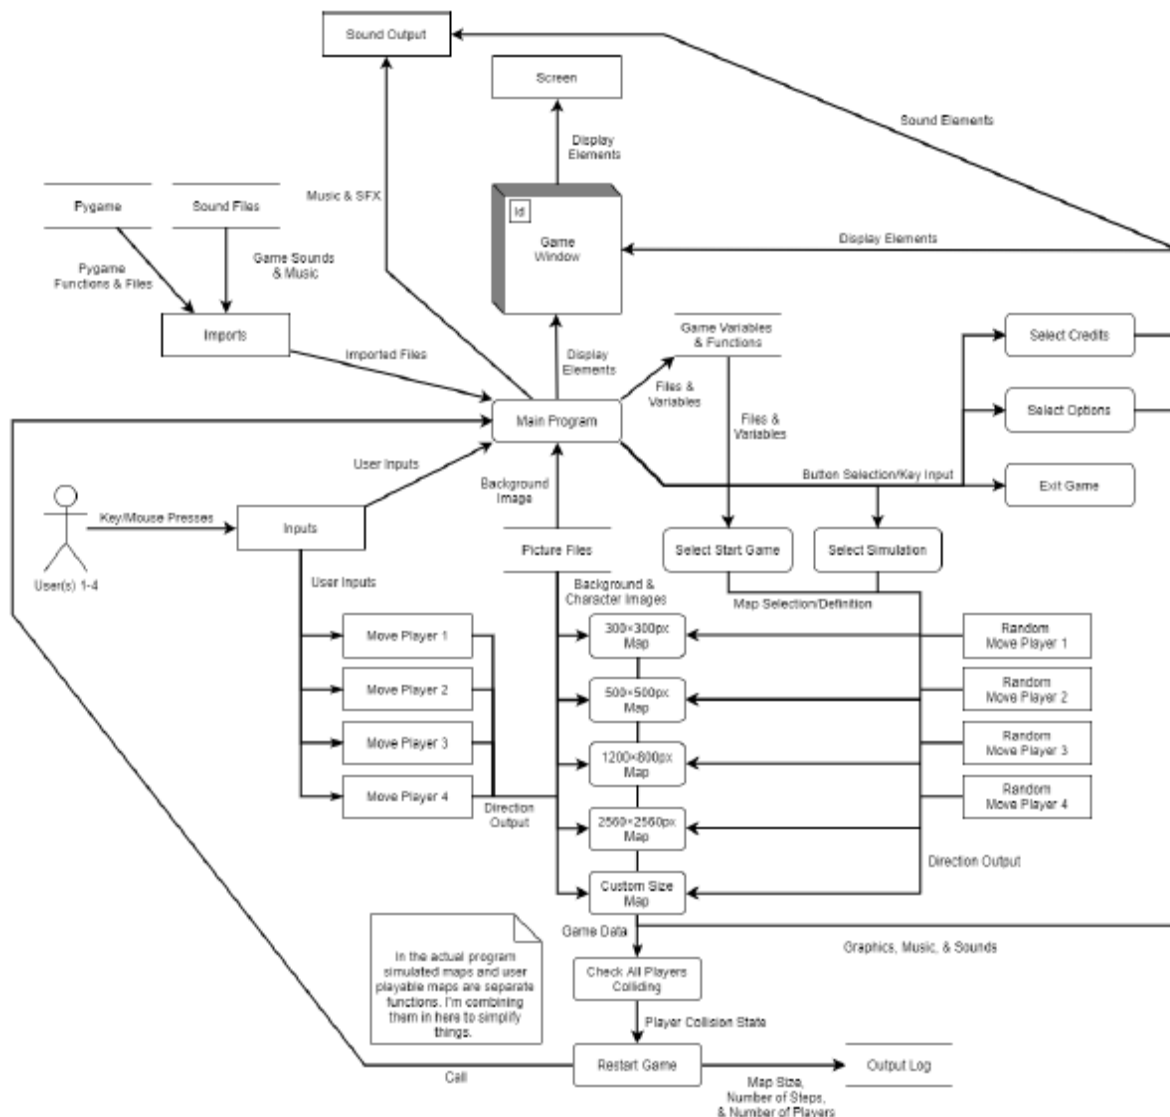 Sound Output
Screen
Sound Elements
Display
Elements
Music & SFX
Pygame
Sound Files
Id
Game
Window
Display Elements
Game Sounds
& Music
Pygame
Functions & Files
Imports
Imported Files
Display
Elements
Game Variables
& Functions
Select Credits
Files &
Variables
Main Program
Files &
Variables
Select Options
User Inputs
Background
Image
Button Selection/Key Input
Exit Game
Key/Mouse Presses
Inputs
Picture Files
Select Start Game
Select Simulation
User(s) 1-4
User Inputs
Background &
Character Images
Map Selection/Definition
Move Player 1
300×300px
Map
Random
Move Player 1
Move Player 2
500×500px
Map
Random
Move Player 2
Move Player 3
1200×800px
Map
Random
Move Player 3
Move Player 4
Direction
Output
2560×2560px
Map
Random
Move Player 4
Direction Output
Custom Size
Map
Game Data
Graphics, Music, & Sounds
In the actual program
simulated maps and user
playable maps are separate
functions. I'm combining
them in here to simplify
things.
Check All Players
Colliding
Player Collision State
Restart Game
Output Log
Call
Map Size,
Number of Steps,
& Number of Players